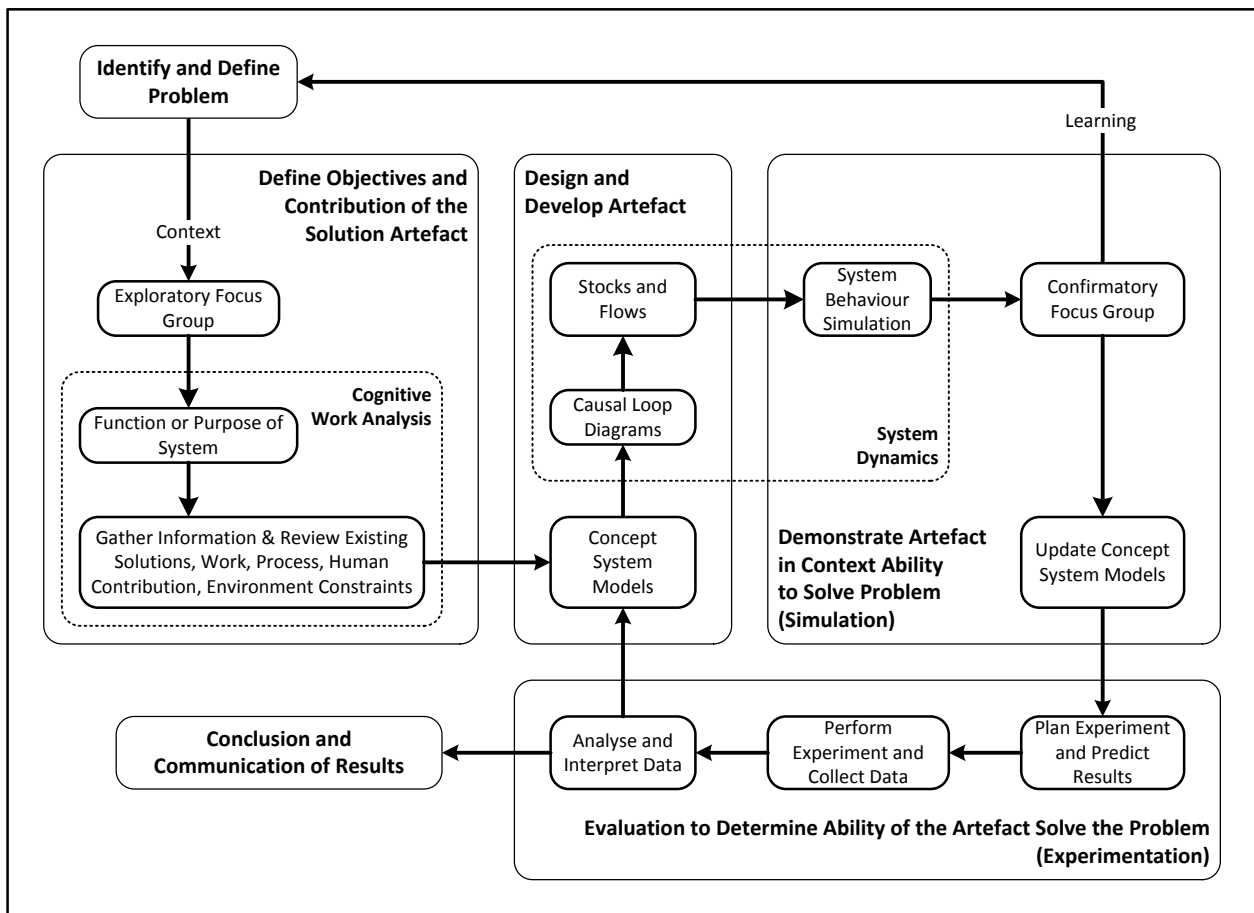 Identify and Define
Problem
Learning
Define Objectives and
Contribution of the
Solution Artefact
Context
Exploratory Focus
Group
Cognitive
Work Analysis
Function or Purpose of
System
Gather Information & Review Existing
Solutions, Work, Process, Human
Contribution, Environment Constraints
Design and
Develop Artefact
Stocks and
Flows
Causal Loop
Diagrams
System
Dynamics
Concept
System
Models
System
Behaviour
Simulation
Confirmatory
Focus Group
Demonstrate Artefact
in Context Ability
to Solve Problem
(Simulation)
Update Concept
System Models
Plan Experiment
and Predict
Results
Perform
Experiment and
Collect Data
Analyse and
Interpret Data
Conclusion and
Communication of Results
Evaluation to Determine Ability of the Artefact Solve the Problem
(Experimentation)